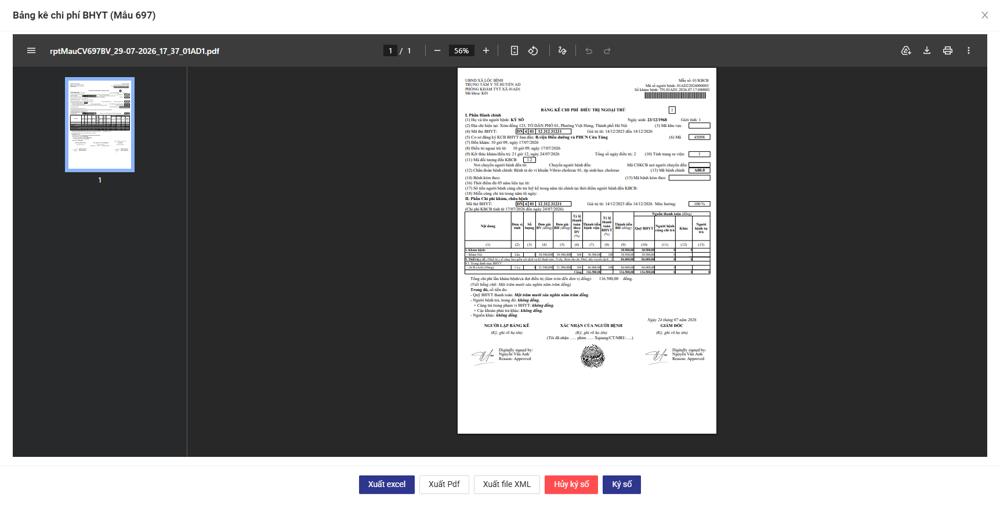 Bảng kê chi phí BHYT (Mẫu 697)
rptMauCV697BV_29-07-2026_17_37_01AD1.pdf
1 / 1
56%
1
UBND XÃ LỘC BÌNH
TRUNG TÂM Y TẾ HUYỆN AD
PHÒNG KHÁM TYT XÃ 01AD1
Mã khoa: K01
Mẫu số: 01/KBCB
Mã số người bệnh: 01AD22026000003
Số khám bệnh: TN.01AD1.2026.07.17.000001
BẢNG KÊ CHI PHÍ ĐIỀU TRỊ NGOẠI TRÚ 2
I. Phần Hành chính
(1) Họ và tên người bệnh: KÝ SỐ Ngày sinh: 23/12/1968 Giới tính: 1
(2) Địa chỉ hiện tại: Xóm đồng 123, TỔ DÂN PHỐ 01, Phường Việt Hưng, Thành phố Hà Nội (3) Mã khu vực
(4) Mã thẻ BHYT: DN 4 01 12 312 31231 Giá trị từ: 14/12/2023 đến 14/12/2026
(5) Cơ sở đăng ký KCB BHYT ban đầu: B.viện Điều dưỡng và PHCN Cửa Tùng (6) Mã 45098
(7) Đến khám: 10 giờ 09, ngày 17/07/2026
(8) Điều trị ngoại trú từ: 10 giờ 09, ngày 17/07/2026
(9) Kết thúc khám/điều trị: 21 giờ 12, ngày 24/07/2026 Tổng số ngày điều trị: 2 (10) Tình trạng ra viện: 1
(11) Mã đối tượng đến KBCB 1.2
Nơi chuyển người bệnh đến từ: Chuyển người bệnh đến: Mã CSKCB nơi người chuyển đến:
(12) Chẩn đoán bệnh chính: Bệnh tả do vi khuẩn Vibrio cholerae 01, típ sinh học cholerae (13) Mã bệnh chính A00.0
(14) Bệnh kèm theo: (15) Mã bệnh kèm theo
(16) Thời điểm đủ 05 năm liên tục từ:
(17) Số tiền người bệnh cùng chi trả luỹ kế trong năm tài chính tại thời điểm người bệnh đến KBCB:
(18) Miễn cùng chi trả trong năm từ ngày:
II. Phần Chi phí khám, chữa bệnh
Mã thẻ BHYT: DN 4 01 12 312 31231 Giá trị từ: 14/12/2023 đến 14/12/2026 Mức hưởng: 100 %
(Chi phí KBCB tính từ 17/07/2026 đến ngày 24/07/2026)
Nội dung Đơn vị tính Số lượng Đơn giá BV (đồng) Đơn giá BH (đồng) Tỷ lệ thanh toán theo DV (%) Thành tiền bệnh viện Tỷ lệ thanh toán BHYT (%) Thành tiền BH (đồng) Nguồn thanh toán (đồng)
Quỹ BHYT Người bệnh cùng chi trả Khác Người bệnh tự trả
(1) (2) (3) (4) (5) (6) (7) (8) (9) (10) (11) (12) (13)
1. Khám bệnh: 30.500,00 30.500,00 0 0
- Khám Nội Lần 1 30.500,000 30.500,000 100 30.500,00 100 30.500,00 30.500,00 0
9. Thiết bị y tế: (Thiết bị y tế chưa bao gồm với dịch vụ kỹ thuật nào, Ví dụ: Bơm cho ăn 50ml, dây truyền dịch...) 86.000,00 86.000,00 0 0
9.1. Trong danh mục BHYT
- ACB (Acb) (50mg) 1 Lọ 4 21.500,000 21.500,000 100 86.000,00 100 86.000,00 86.000,00 0
Cộng: 116.500,00 116.500,00 116.500,00 0 0 0
Tổng chi phí lần khám bệnh/cả đợt điều trị (làm tròn đến đơn vị đồng): 116.500,00 đồng.
(Viết bằng chữ: Một trăm mười sáu nghìn năm trăm đồng).
Trong đó, số tiền do:
- Quỹ BHYT thanh toán: Một trăm mười sáu nghìn năm trăm đồng.
- Người bệnh trả, trong đó: không đồng.
+ Cùng trả trong phạm vi BHYT: không đồng.
+ Các khoản phải trả khác: không đồng.
- Nguồn khác: không đồng.
Ngày 24 tháng 07 năm 2026
NGƯỜI LẬP BẢNG KÊ XÁC NHẬN CỦA NGƯỜI BỆNH GIÁM ĐỐC
(Ký, ghi rõ họ tên) (Ký, ghi rõ họ tên) (Ký, ghi rõ họ tên)
(Tôi đã nhận ..... phim ..... Xquang/CT/MRI/.....)
Digitally signed by:
Nguyễn Văn Anh
Reason: Approved
Digitally signed by:
Nguyễn Văn Anh
Reason: Approved
Xuất excel
Xuất Pdf
Xuất file XML
Hủy ký số
Ký số